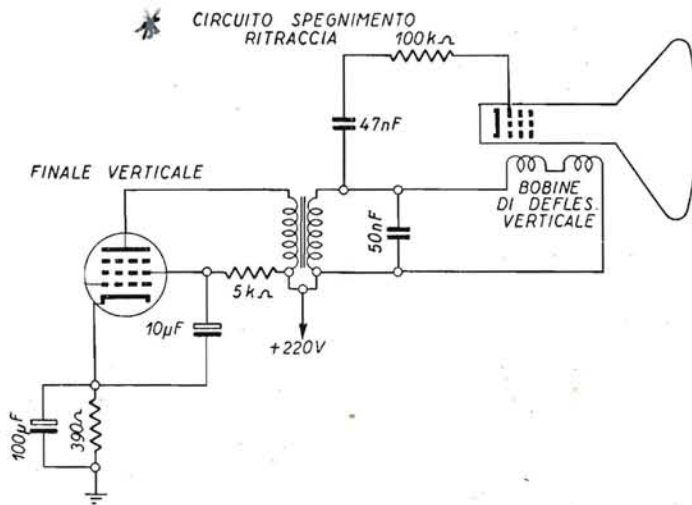 CIRCUITO SPEGNIMENTO
RITRACCIA
100kΩ
47nF
FINALE VERTICALE
BOBINE
DI DEFLES.
VERTICALE
50nF
5kΩ
10µF
+220V
100µF
390Ω